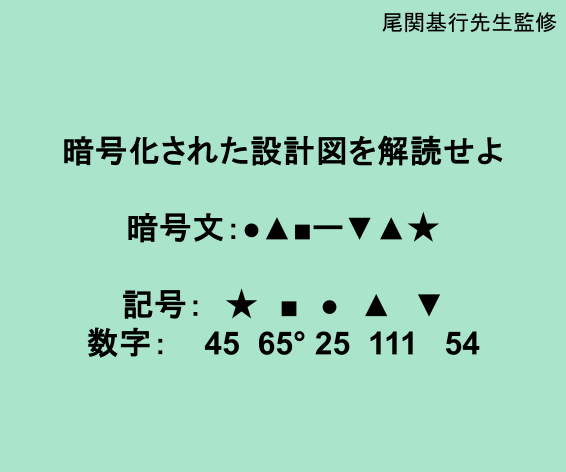 尾関基行先生監修
暗号化された設計図を解読せよ
暗号文：●▲■ー▼▲★
記号： ★ ■ ● ▲ ▼
数字： 45 65° 25 111 54